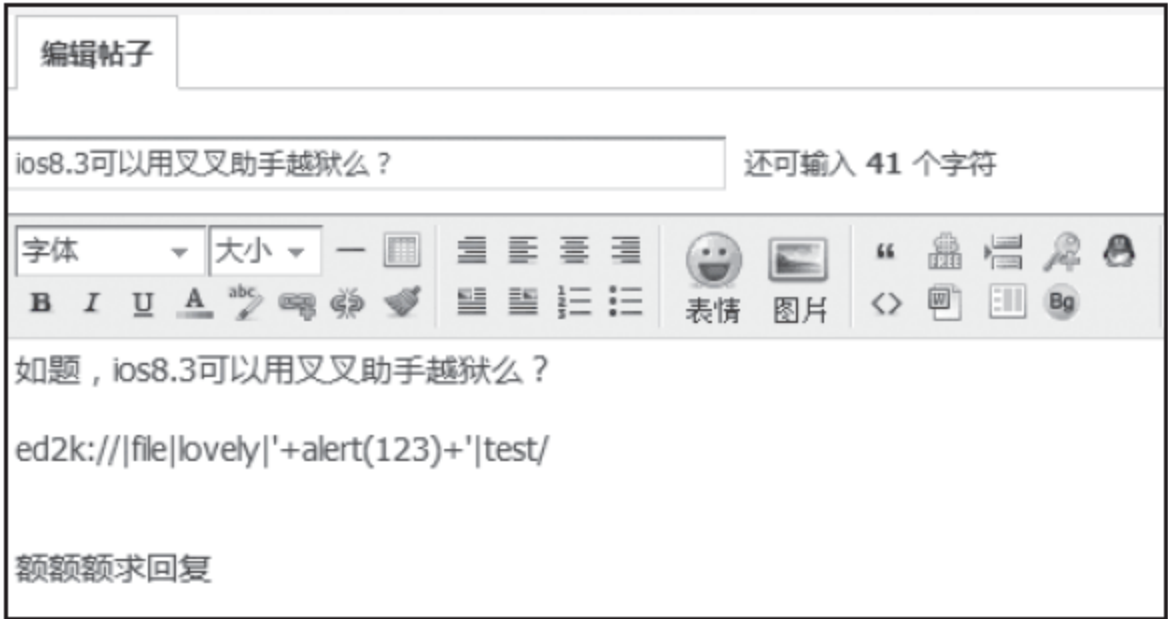 编辑帖子
ios8.3可以用叉叉助手越狱么？
还可输入 41 个字符
字体
大小
B I U A abc
表情 图片
“
FREE
W
Bg
如题，ios8.3可以用叉叉助手越狱么？
ed2k://|file|lovely|'+alert(123)+'|test/
额额额求回复